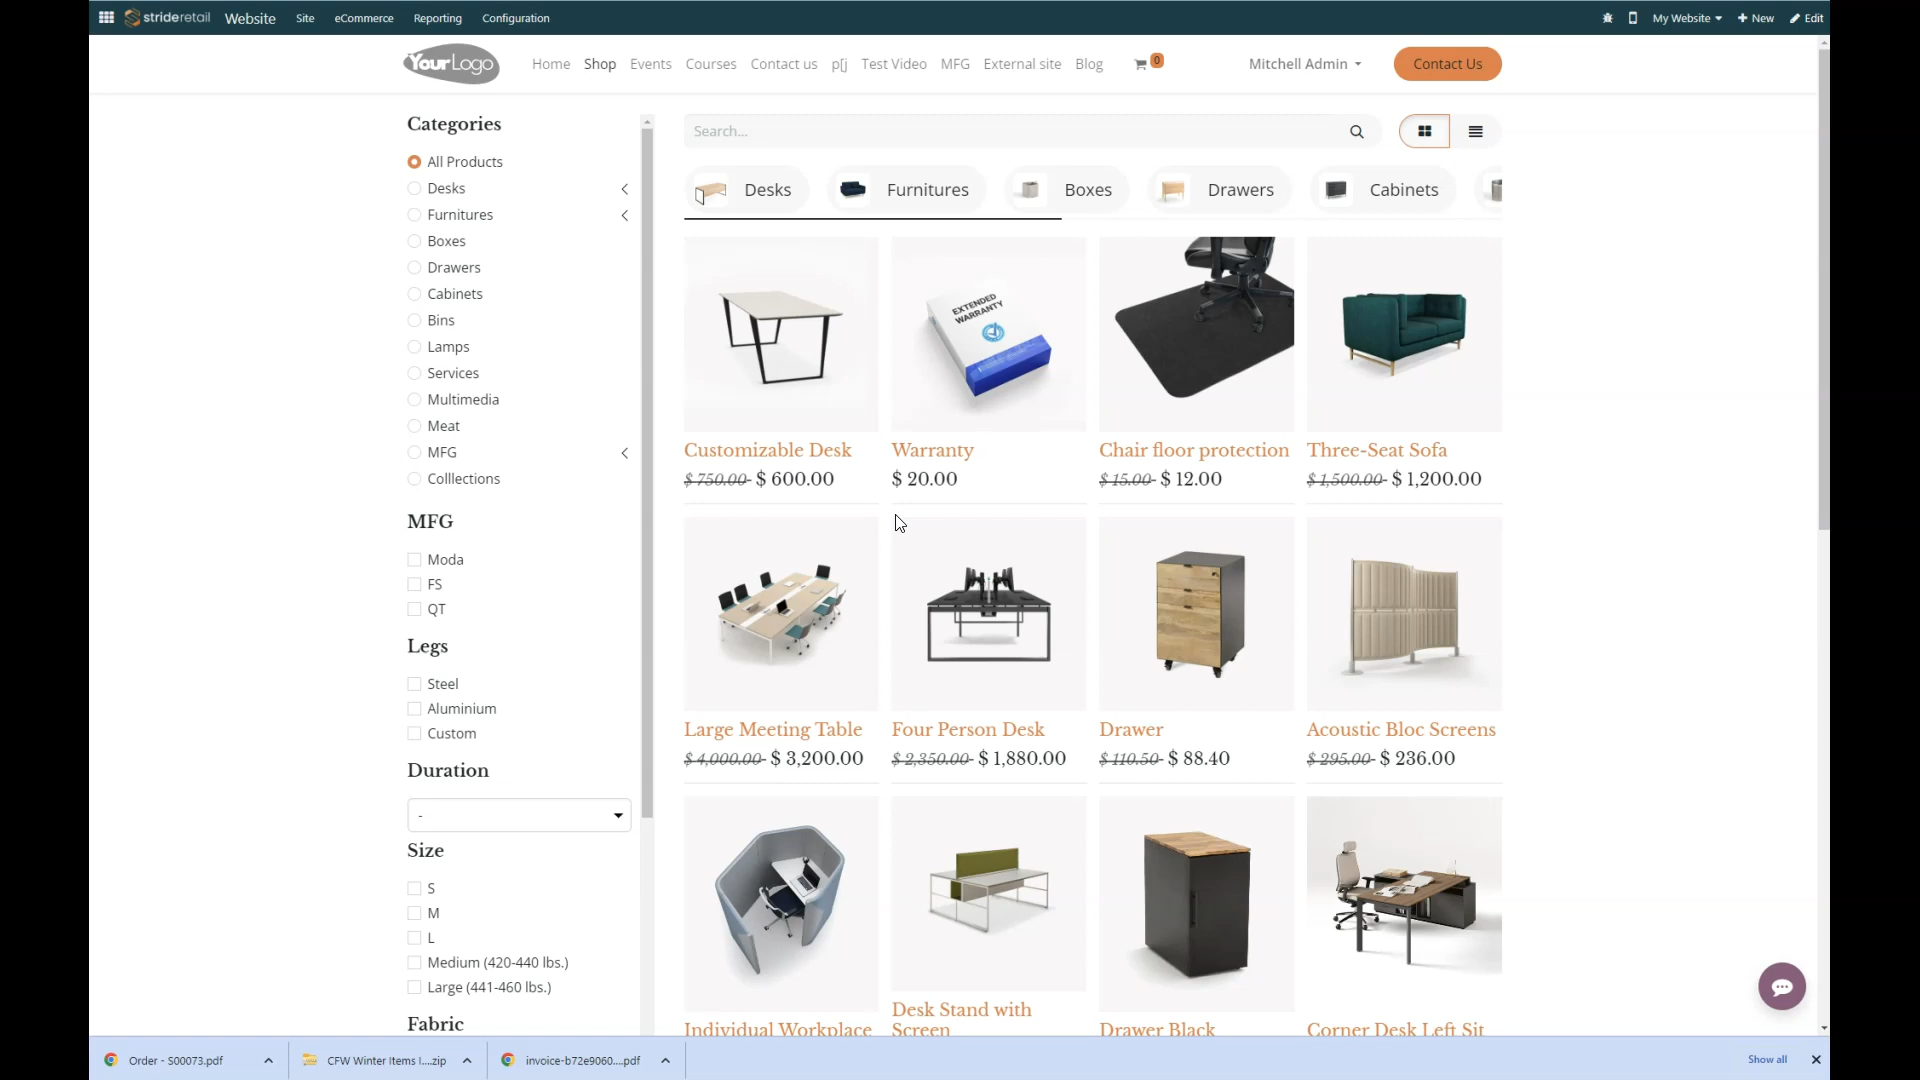 strideretail Website Site eCommerce Reporting Configuration My Website New Edit
YourLogo Home Shop Events Courses Contact us p[j Test Video MFG External site Blog 0 Mitchell Admin Contact Us
Categories
All Products
Desks
Furnitures
Boxes
Drawers
Cabinets
Bins
Lamps
Services
Multimedia
Meat
MFG
Colllections
MFG
Moda
FS
QT
Legs
Steel
Aluminium
Custom
Duration
-
Size
S
M
L
Medium (420-440 lbs.)
Large (441-460 lbs.)
Fabric
Search...
Desks Furnitures Boxes Drawers Cabinets
EXTENDED
WARRANTY
Customizable Desk Warranty Chair floor protection Three-Seat Sofa
$ 750.00- $ 600.00 $ 20.00 $ 15.00- $ 12.00 $ 1,500.00- $ 1,200.00
Large Meeting Table Four Person Desk Drawer Acoustic Bloc Screens
$ 4,000.00- $ 3,200.00 $ 2,350.00- $ 1,880.00 $ 110.50- $ 88.40 $ 295.00- $ 236.00
Desk Stand with
Individual Workplace Screen Drawer Black Corner Desk Left Sit
Order - S00073.pdf CFW Winter Items I....zip invoice-b72e9060....pdf Show all